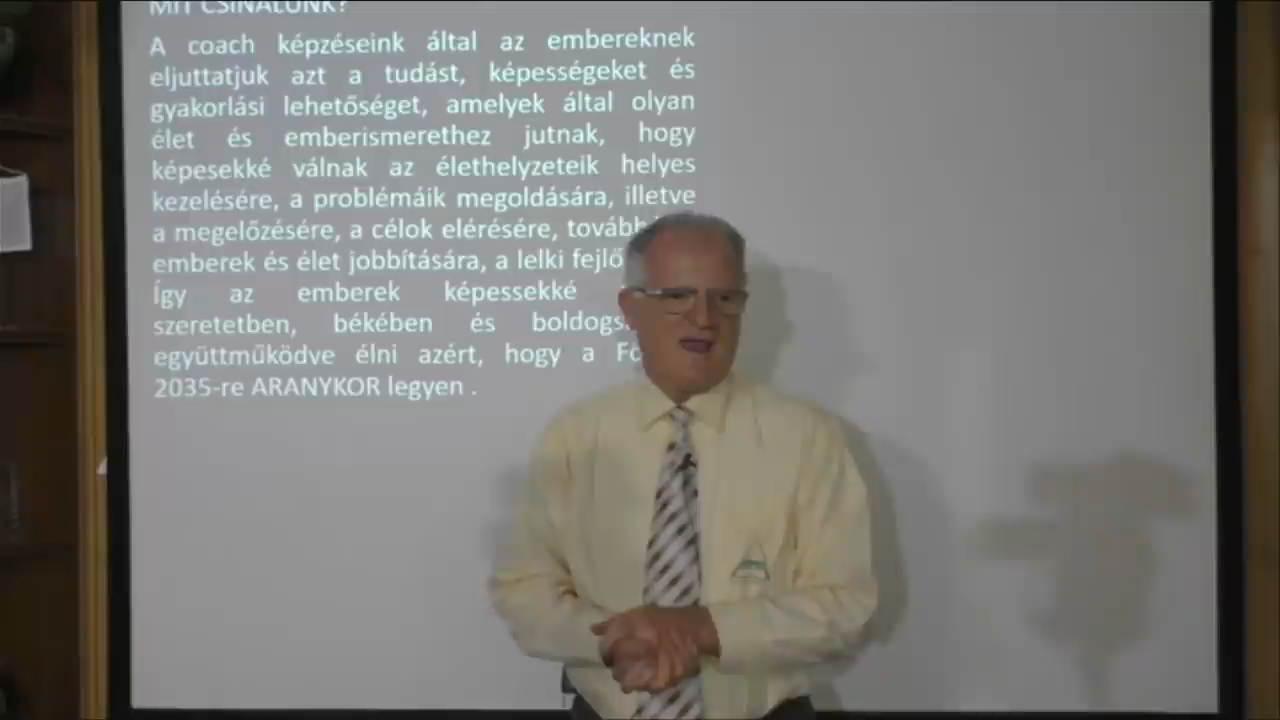 MIT CSINÁLUNK?
A coach képzéseink által az embereknek
eljuttatjuk azt a tudást, képességeket és
gyakorlási lehetőséget, amelyek által olyan
élet és emberismerethez jutnak, hogy
képesekké válnak az élethelyzeteik helyes
kezelésére, a problémáik megoldására, illetve
a megelőzésére, a célok elérésére, továbbá
emberek és élet jobbítására, a lelki
Így az emberek képessekké
szeretetben, békében és
együttműködve élni azért, hogy a
2035-re ARANYKOR legyen .